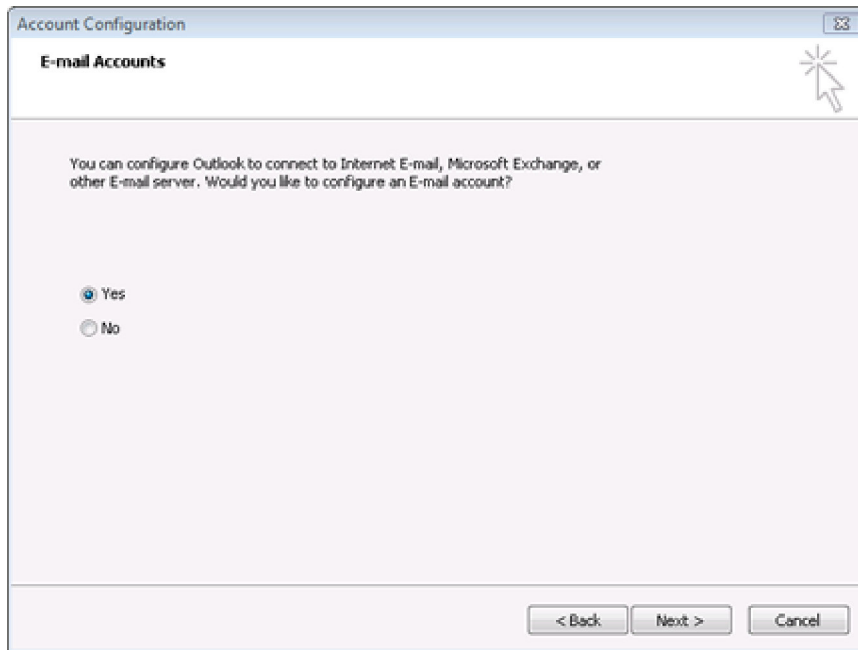 Account Configuration
E-mail Accounts
You can configure Outlook to connect to Internet E-mail, Microsoft Exchange, or
other E-mail server. Would you like to configure an E-mail account?
Yes
No
< Back
Next >
Cancel